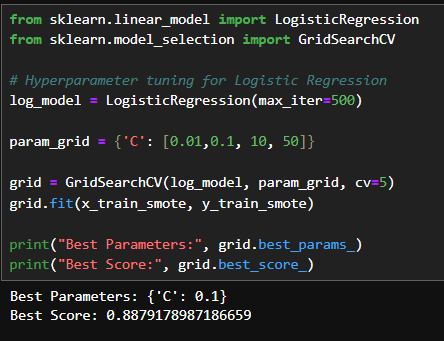 from sklearn.linear_model import LogisticRegression
from sklearn.model_selection import GridSearchCV
# Hyperparameter tuning for Logistic Regression
log_model = LogisticRegression(max_iter=500)
param_grid = {'C': [0.01,0.1, 10, 50]}
grid = GridSearchCV(log_model, param_grid, cv=5)
grid.fit(x_train_smote, y_train_smote)
print("Best Parameters:", grid.best_params_)
print("Best Score:", grid.best_score_)
Best Parameters: {'C': 0.1}
Best Score: 0.8879178987186659